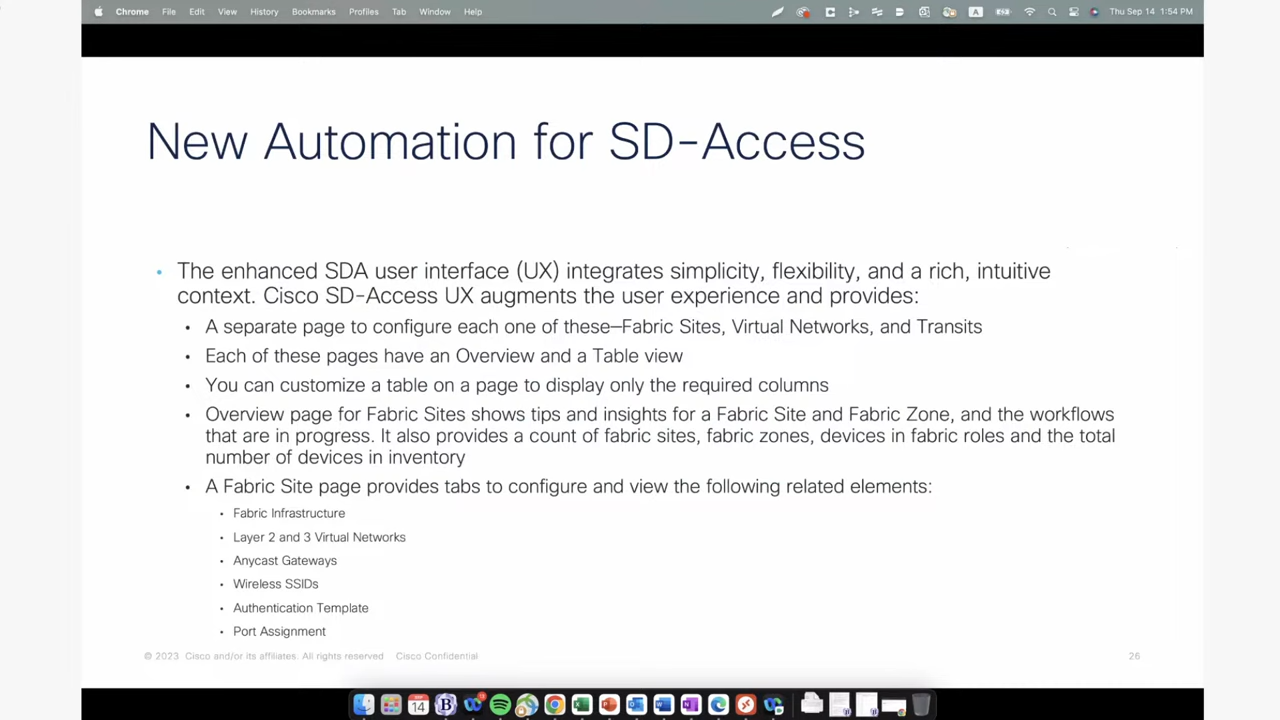 Chrome File Edit View History Bookmarks Profiles Tab Window Help A Thu Sep 14 1:54 PM
New Automation for SD-Access
• The enhanced SDA user interface (UX) integrates simplicity, flexibility, and a rich, intuitive
context. Cisco SD-Access UX augments the user experience and provides:
• A separate page to configure each one of these—Fabric Sites, Virtual Networks, and Transits
• Each of these pages have an Overview and a Table view
• You can customize a table on a page to display only the required columns
• Overview page for Fabric Sites shows tips and insights for a Fabric Site and Fabric Zone, and the workflows
that are in progress. It also provides a count of fabric sites, fabric zones, devices in fabric roles and the total
number of devices in inventory
• A Fabric Site page provides tabs to configure and view the following related elements:
• Fabric Infrastructure
• Layer 2 and 3 Virtual Networks
• Anycast Gateways
• Wireless SSIDs
• Authentication Template
• Port Assignment
© 2023 Cisco and/or its affiliates. All rights reserved Cisco Confidential 26
14 B